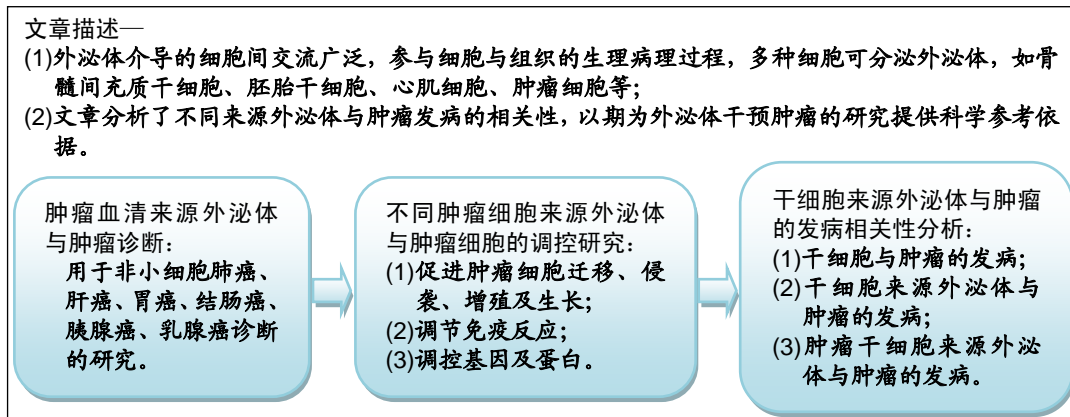 文章描述—
(1)外泌体介导的细胞间交流广泛，参与细胞与组织的生理病理过程，多种细胞可分泌外泌体，如骨
髓间充质干细胞、胚胎干细胞、心肌细胞、肿瘤细胞等；
(2)文章分析了不同来源外泌体与肿瘤发病的相关性，以期为外泌体干预肿瘤的研究提供科学参考依
据。
肿瘤血清来源外泌体
与肿瘤诊断：
用于非小细胞肺癌、
肝癌、胃癌、结肠癌、
胰腺癌、乳腺癌诊断
的研究。
不同肿瘤细胞来源外泌体
与肿瘤细胞的调控研究：
(1)促进肿瘤细胞迁移、侵
袭、增殖及生长；
(2)调节免疫反应；
(3)调控基因及蛋白。
干细胞来源外泌体与肿瘤
的发病相关性分析：
(1)干细胞与肿瘤的发病；
(2)干细胞来源外泌体与
肿瘤的发病；
(3)肿瘤干细胞来源外泌
体与肿瘤的发病。